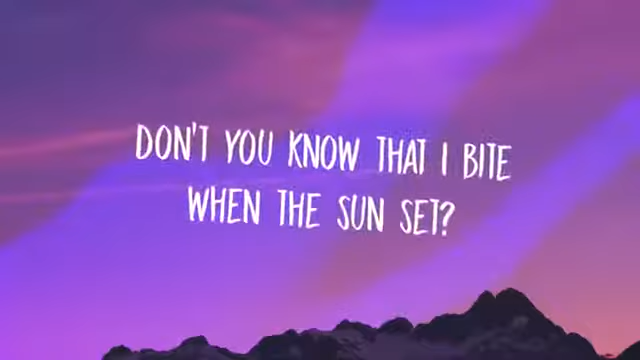 DON'T YOU KNOW THAT I BITE
WHEN THE SUN SET?